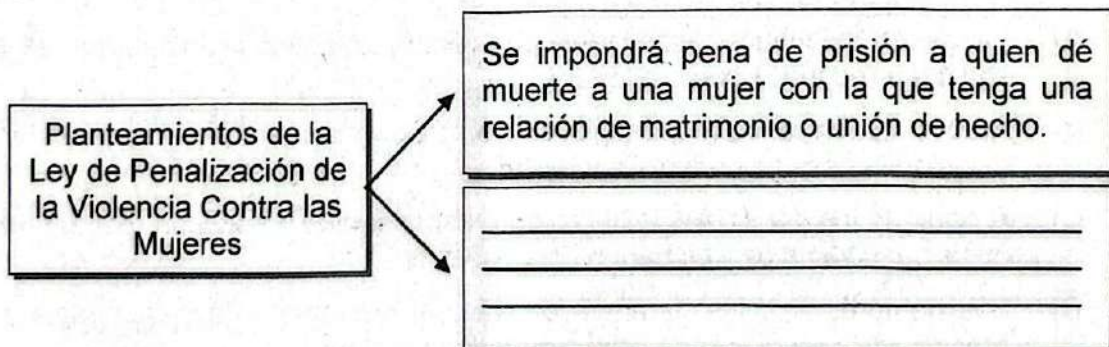 Se impondrá pena de prisión a quien dé
muerte a una mujer con la que tenga una
relación de matrimonio o unión de hecho.
Planteamientos de la
Ley de Penalización de
la Violencia Contra las
Mujeres